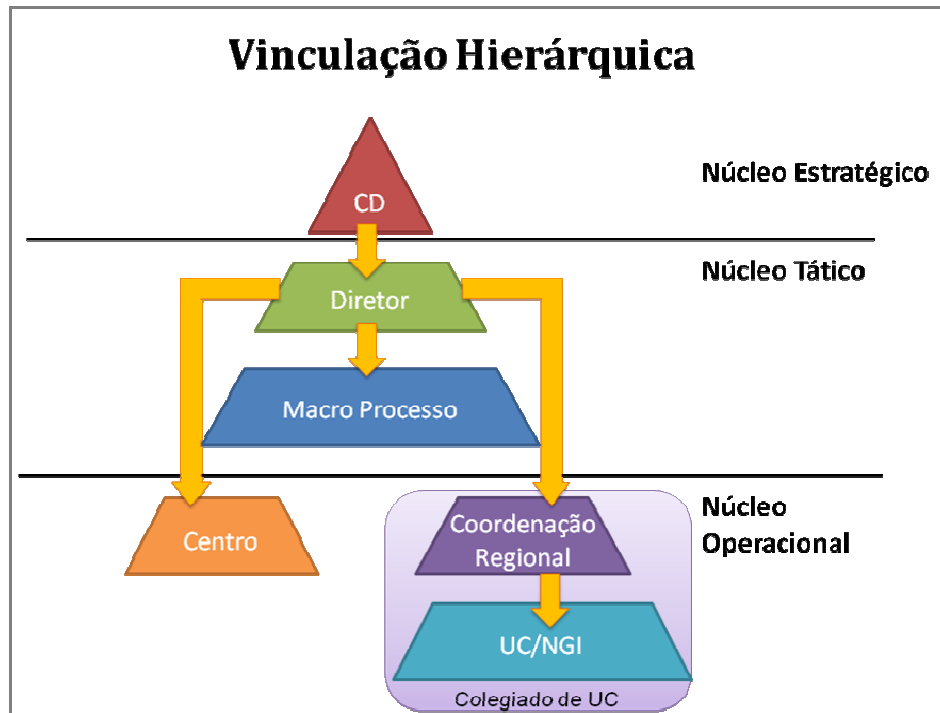 Vinculação Hierárquica
Núcleo Estratégico
CD
Núcleo Tático
Diretor
Macro Processo
Núcleo
Operacional
Centro
Coordenação
Regional
UC/NGI
Colegiado de UC